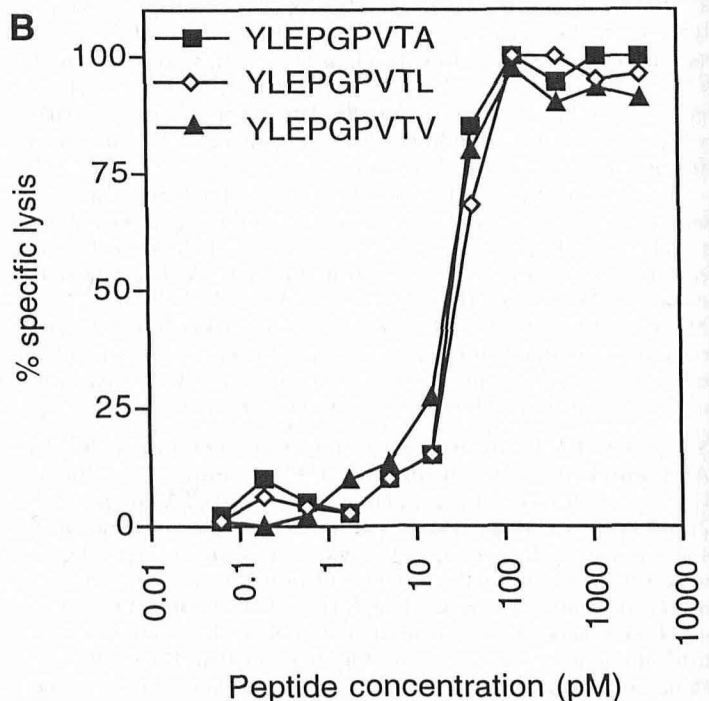 B
YLEPGPVTA
YLEPGPVTL
YLEPGPVTV
100
75
50
25
0
% specific lysis
0.01
0.1
1
10
100
1000
10000
Peptide concentration (pM)